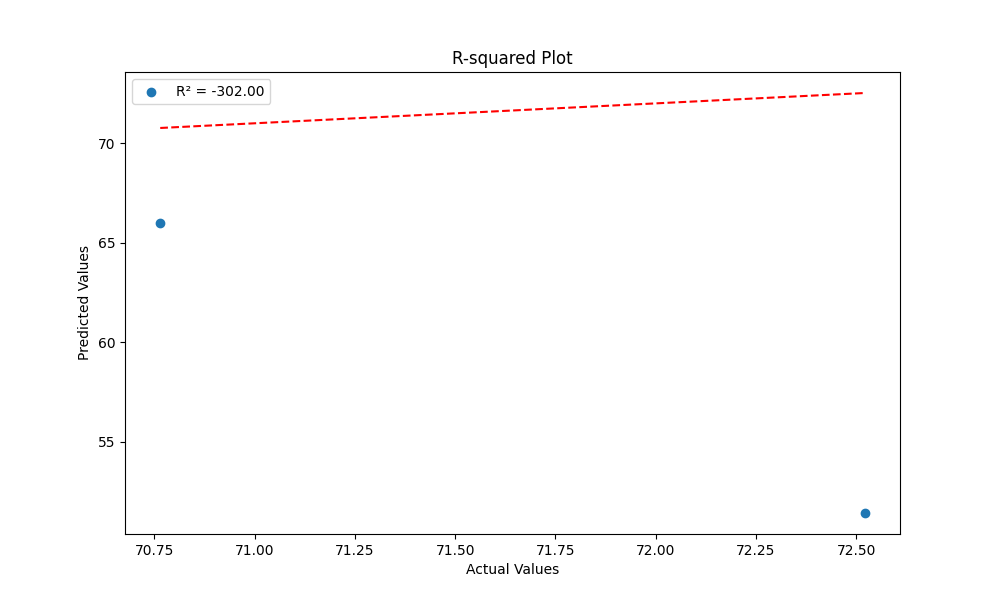 R-squared Plot
R² = -302.00
Predicted Values
70
65
60
55
70.75 71.00 71.25 71.50 71.75 72.00 72.25 72.50
Actual Values